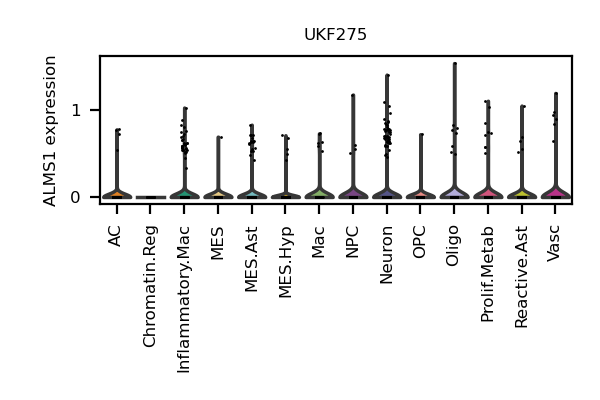 UKF275
ALMS1 expression
1
0
AC
Chromatin.Reg
Inflammatory.Mac
MES
MES.Ast
MES.Hyp
Mac
NPC
Neuron
OPC
Oligo
Prolif.Metab
Reactive.Ast
Vasc